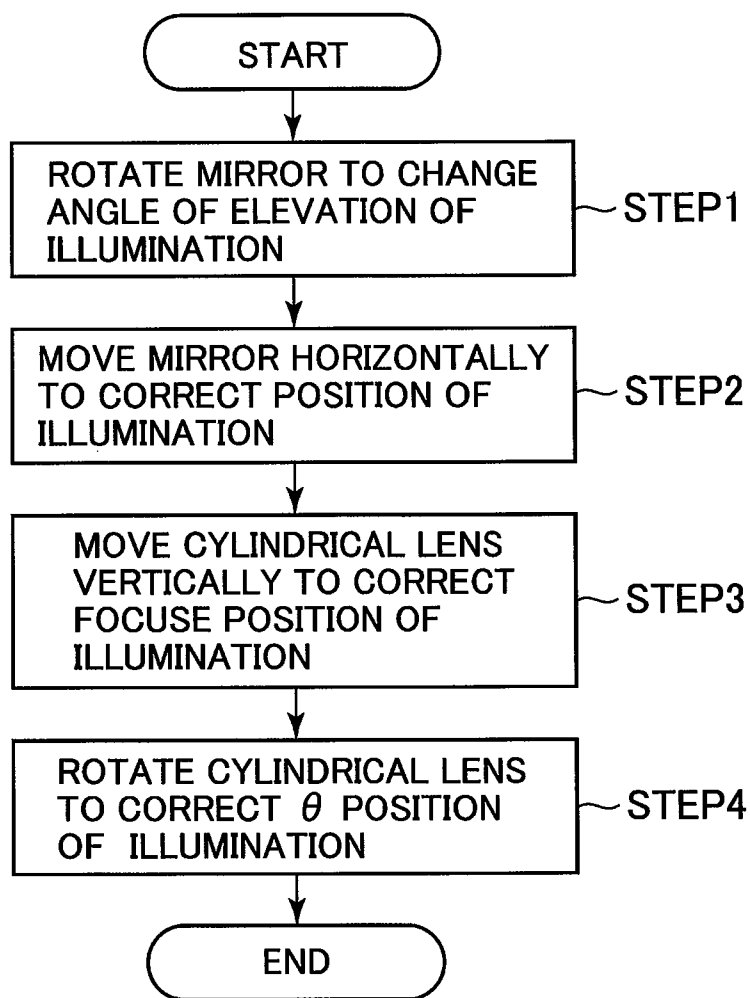 START
ROTATE MIRROR TO CHANGE
ANGLE OF ELEVATION OF
ILLUMINATION
STEP1
MOVE MIRROR HORIZONTALLY
TO CORRECT POSITION OF
ILLUMINATION
STEP2
MOVE CYLINDRICAL LENS
VERTICALLY TO CORRECT
FOCUSE POSITION OF
ILLUMINATION
STEP3
ROTATE CYLINDRICAL LENS
TO CORRECT θ POSITION
OF ILLUMINATION
STEP4
END